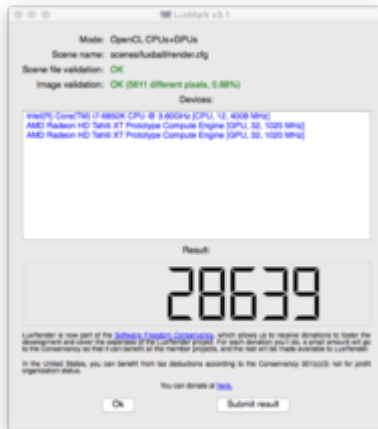 LuxMark v3.1
Mode: OpenCL CPUs+GPUs
Scene name: scenes/luxball/render.cfg
Scene file validation: OK
Image validation: OK (5611 different pixels, 0.88%)
Devices:
Intel(R) Core(TM) i7-6850K CPU @ 3.60GHz [CPU, 12, 4008 MHz]
AMD Radeon HD Tahiti XT Prototype Compute Engine [GPU, 32, 1020 MHz]
AMD Radeon HD Tahiti XT Prototype Compute Engine [GPU, 32, 1020 MHz]
Result:
28639
LuxRender is now part of the Software Freedom Conservancy, which allows us to receive donations to foster the
development and cover the expenses of the LuxRender project. For each donation you'll do, a small amount will go
to the Conservancy so that it can benefit all the member projects, and the rest will be made available to LuxRender.
In the United States, you can benefit from tax deductions according to the Conservancy 501(c)(3) not for profit
organization status.
You can donate at here.
Ok Submit result